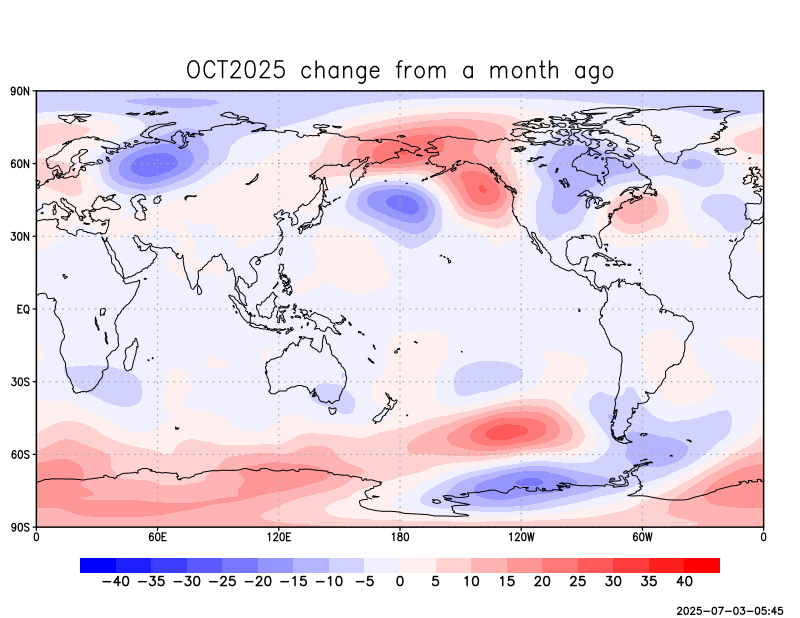 OCT2025 change from a month ago
90N
60N
30N
EQ
30S
60S
90S
0 60E 120E 180 120W 60W 0
−40 −35 −30 −25 −20 −15 −10 −5 0 5 10 15 20 25 30 35 40
2025-07-03-05:45